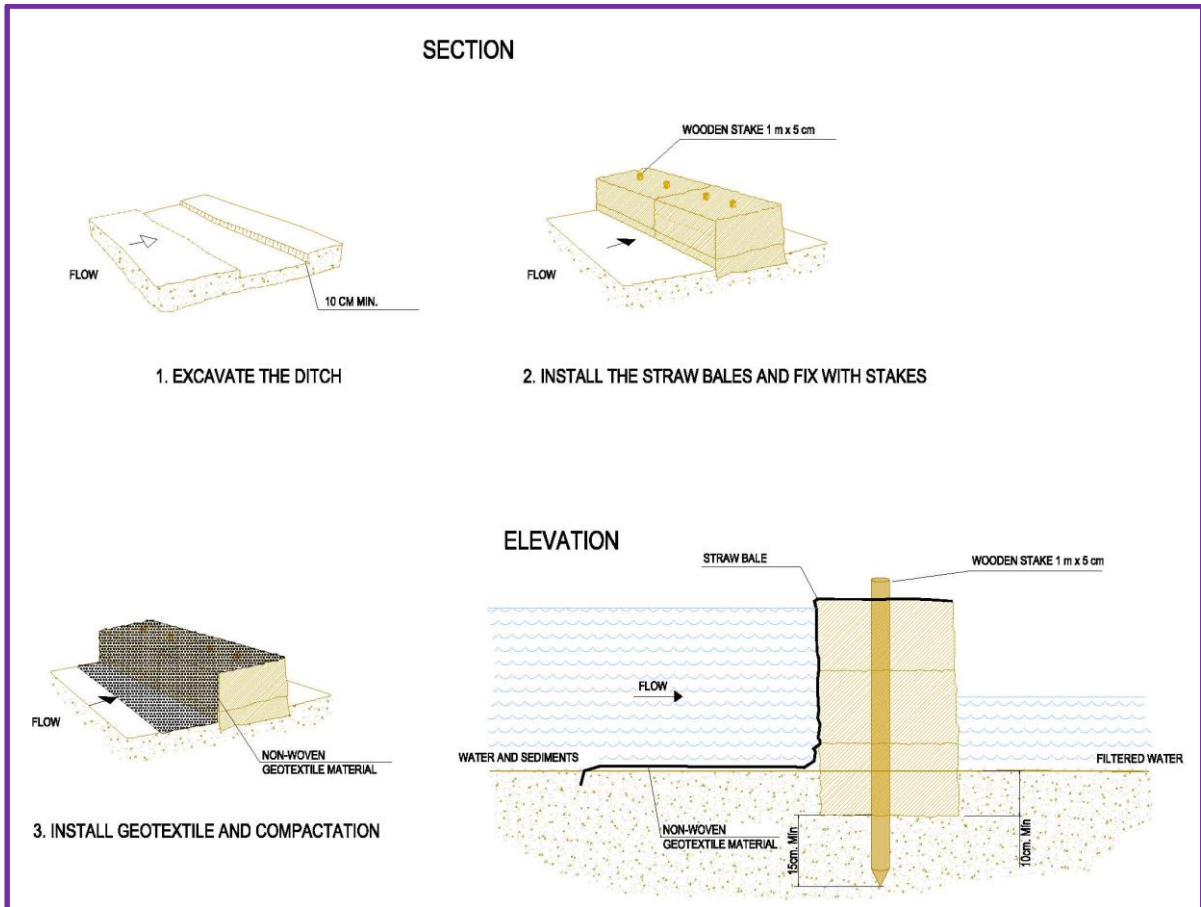 SECTION
WOODEN STAKE 1 m x 5 cm
FLOW
10 CM MIN.
FLOW
1. EXCAVATE THE DITCH
2. INSTALL THE STRAW BALES AND FIX WITH STAKES
ELEVATION
STRAW BALE
WOODEN STAKE 1 m x 5 cm
FLOW
FLOW
NON-WOVEN
GEOTEXTILE MATERIAL
WATER AND SEDIMENTS
FILTERED WATER
3. INSTALL GEOTEXTILE AND COMPACTATION
NON-WOVEN
GEOTEXTILE MATERIAL
15cm. Min
10cm. Min